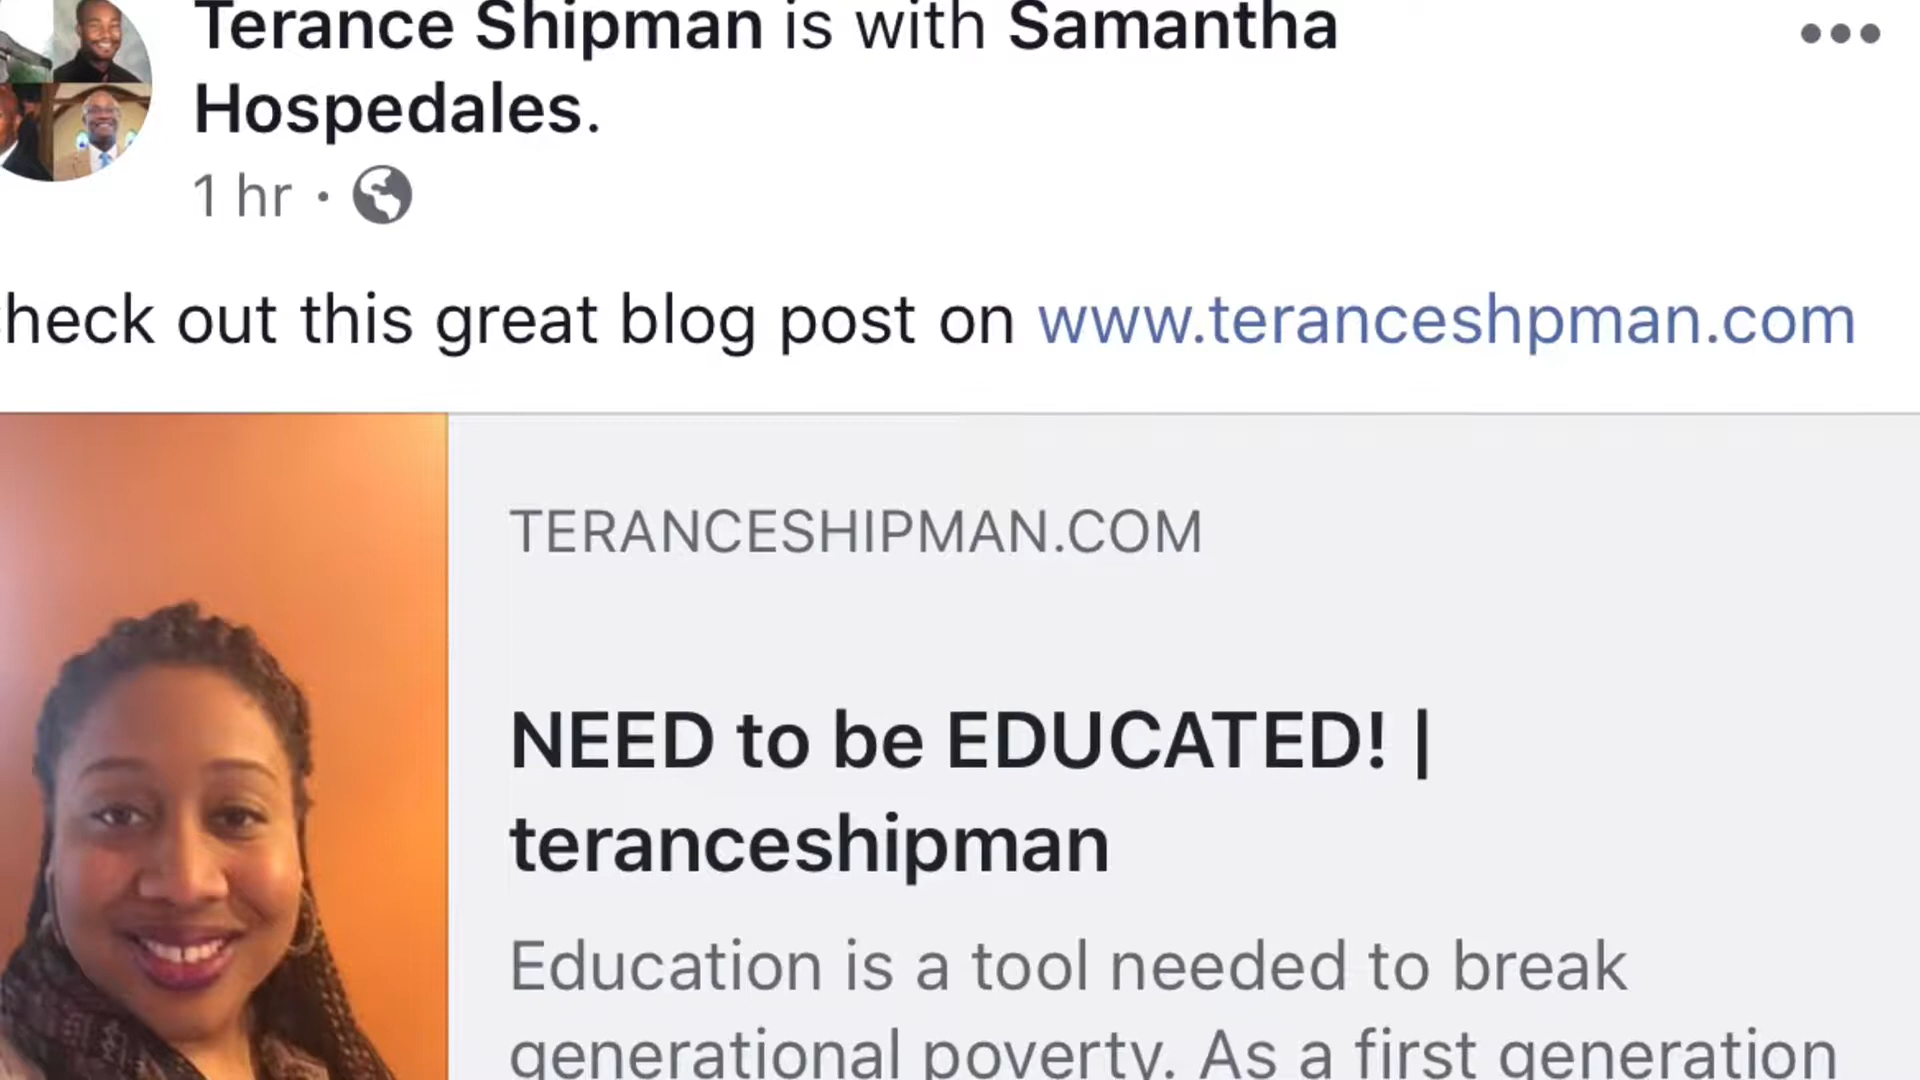 Terance Shipman is with Samantha
Hospedales.
1 hr ·
heck out this great blog post on www.teranceshpman.com
TERANCESHIPMAN.COM
NEED to be EDUCATED! |
teranceshipman
Education is a tool needed to break
generational poverty. As a first generation